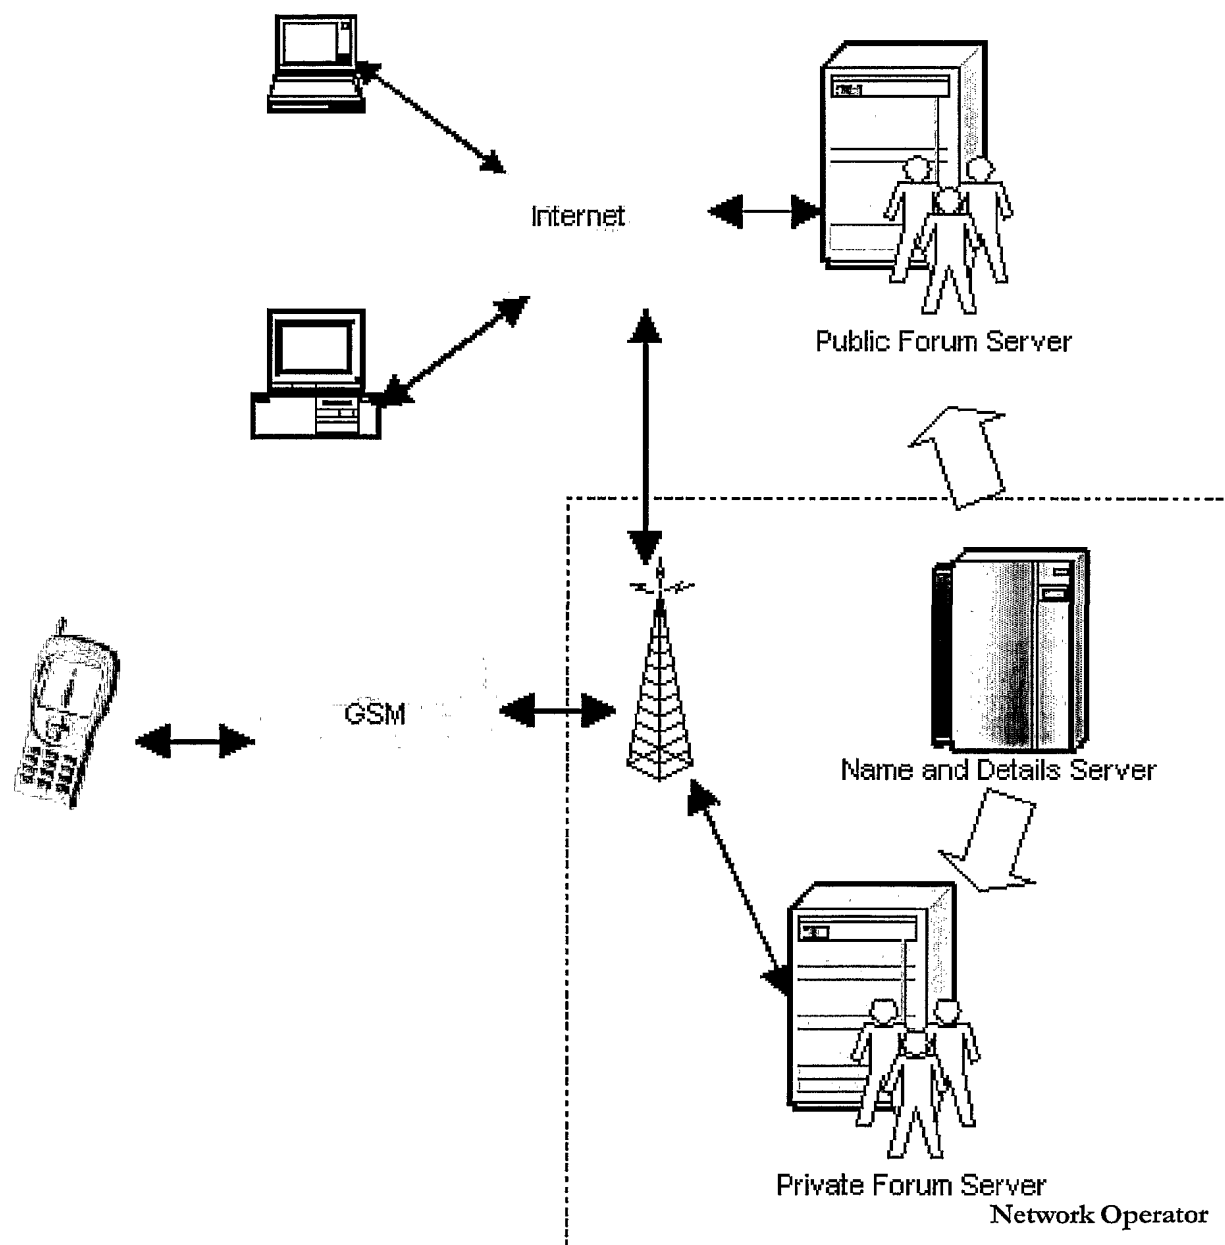 Internet
Public Forum Server
GSM
Name and Details Server
Private Forum Server
Network Operator